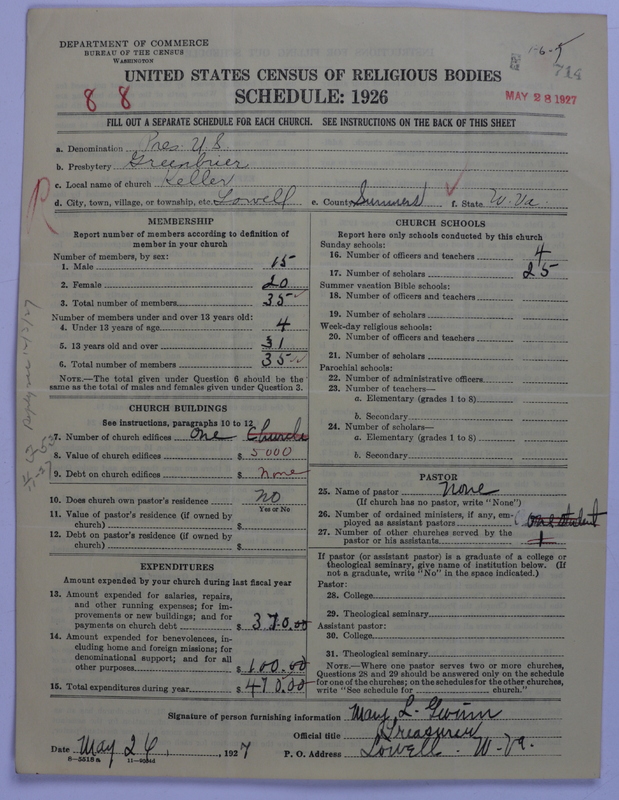 DEPARTMENT OF COMMERCE
BUREAU OF THE CENSUS
WASHINGTON
1-6-5
714
UNITED STATES CENSUS OF RELIGIOUS BODIES
8 8
SCHEDULE: 1926
MAY 28 1927
FILL OUT A SEPARATE SCHEDULE FOR EACH CHURCH. SEE INSTRUCTIONS ON THE BACK OF THIS SHEET
a. Denomination Pres. U S
b. Presbytery Greenbrier
c. Local name of church Keller
d. City, town, village, or township, etc. Lowell e. County Summers f. State W. Va.
MEMBERSHIP
Report number of members according to definition of
member in your church
Number of members, by sex:
1. Male 15
2. Female 20
3. Total number of members 35
Number of members under and over 13 years old:
4. Under 13 years of age 4
5. 13 years old and over 31
6. Total number of members 35
NOTE.—The total given under Question 6 should be the
same as the total of males and females given under Question 3.
CHURCH BUILDINGS
See instructions, paragraphs 10 to 12
7. Number of church edifices one Church
8. Value of church edifices $ 5000
9. Debt on church edifices $ none
10. Does church own pastor's residence no
Yes or No
11. Value of pastor's residence (if owned by
church) $
12. Debt on pastor's residence (if owned by
church) $
EXPENDITURES
Amount expended by your church during last fiscal year
13. Amount expended for salaries, repairs,
and other running expenses; for im-
provements or new buildings; and for
payments on church debt $ 370.00
14. Amount expended for benevolences, in-
cluding home and foreign missions; for
denominational support; and for all
other purposes $ 100.00
15. Total expenditures during year $ 470.00
CHURCH SCHOOLS
Report here only schools conducted by this church
Sunday schools:
16. Number of officers and teachers 4
17. Number of scholars 25
Summer vacation Bible schools:
18. Number of officers and teachers
19. Number of scholars
Week-day religious schools:
20. Number of officers and teachers
21. Number of scholars
Parochial schools:
22. Number of administrative officers
23. Number of teachers—
a. Elementary (grades 1 to 8)
b. Secondary
24. Number of scholars—
a. Elementary (grades 1 to 8)
b. Secondary
PASTOR
25. Name of pastor None
(If church has no pastor, write "None")
26. Number of ordained ministers, if any, em-
ployed as assistant pastors one student
27. Number of other churches served by the
pastor or his assistants 1
If pastor (or assistant pastor) is a graduate of a college or
theological seminary, give name of institution below. (If
not a graduate, write "No" in the space indicated.)
Pastor:
28. College
29. Theological seminary
Assistant pastor:
30. College
31. Theological seminary
NOTE.—Where one pastor serves two or more churches,
Questions 28 and 29 should be answered only on the schedule
for one of the churches; on the schedules for the other churches,
write "See schedule for church."
Signature of person furnishing information Mary L. Gwinn
Official title Treasurer
Date May 26, 1927 P. O. Address Lowell. W-Va.
8-5518a